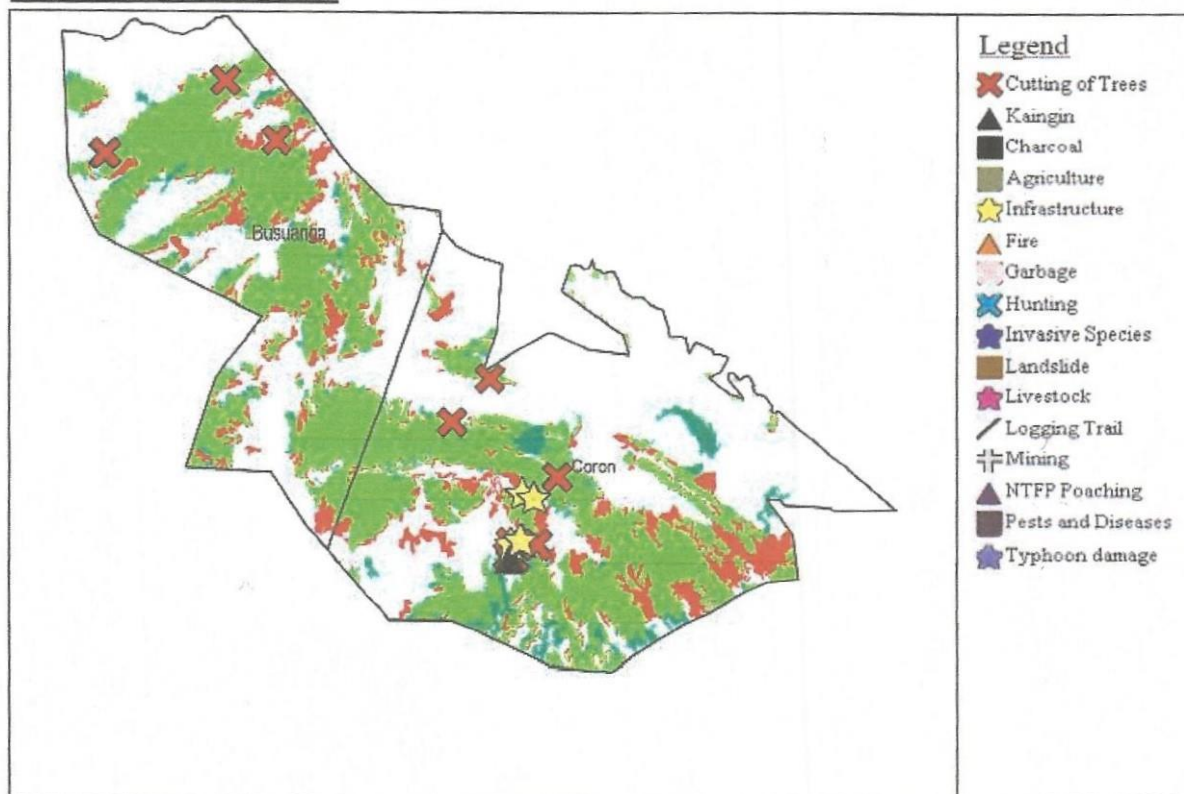 Legend
Cutting of Trees
Kaingin
Charcoal
Agriculture
Infrastructure
Fire
Garbage
Hunting
Invasive Species
Landslide
Livestock
Logging Trail
Mining
NTFP Poaching
Pests and Diseases
Typhoon damage
Busuanga
Coron